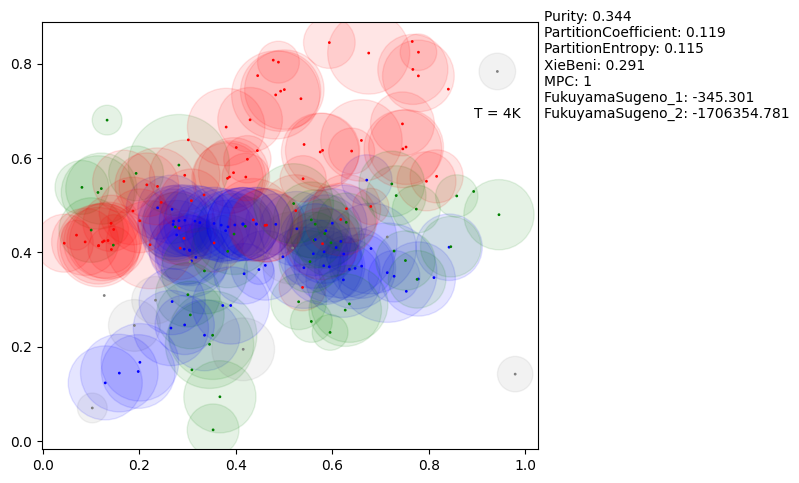 Purity: 0.344
PartitionCoefficient: 0.119
PartitionEntropy: 0.115
XieBeni: 0.291
MPC: 1
FukuyamaSugeno_1: -345.301
FukuyamaSugeno_2: -1706354.781
T = 4K
0.8
0.6
0.4
0.2
0.0
0.0 0.2 0.4 0.6 0.8 1.0